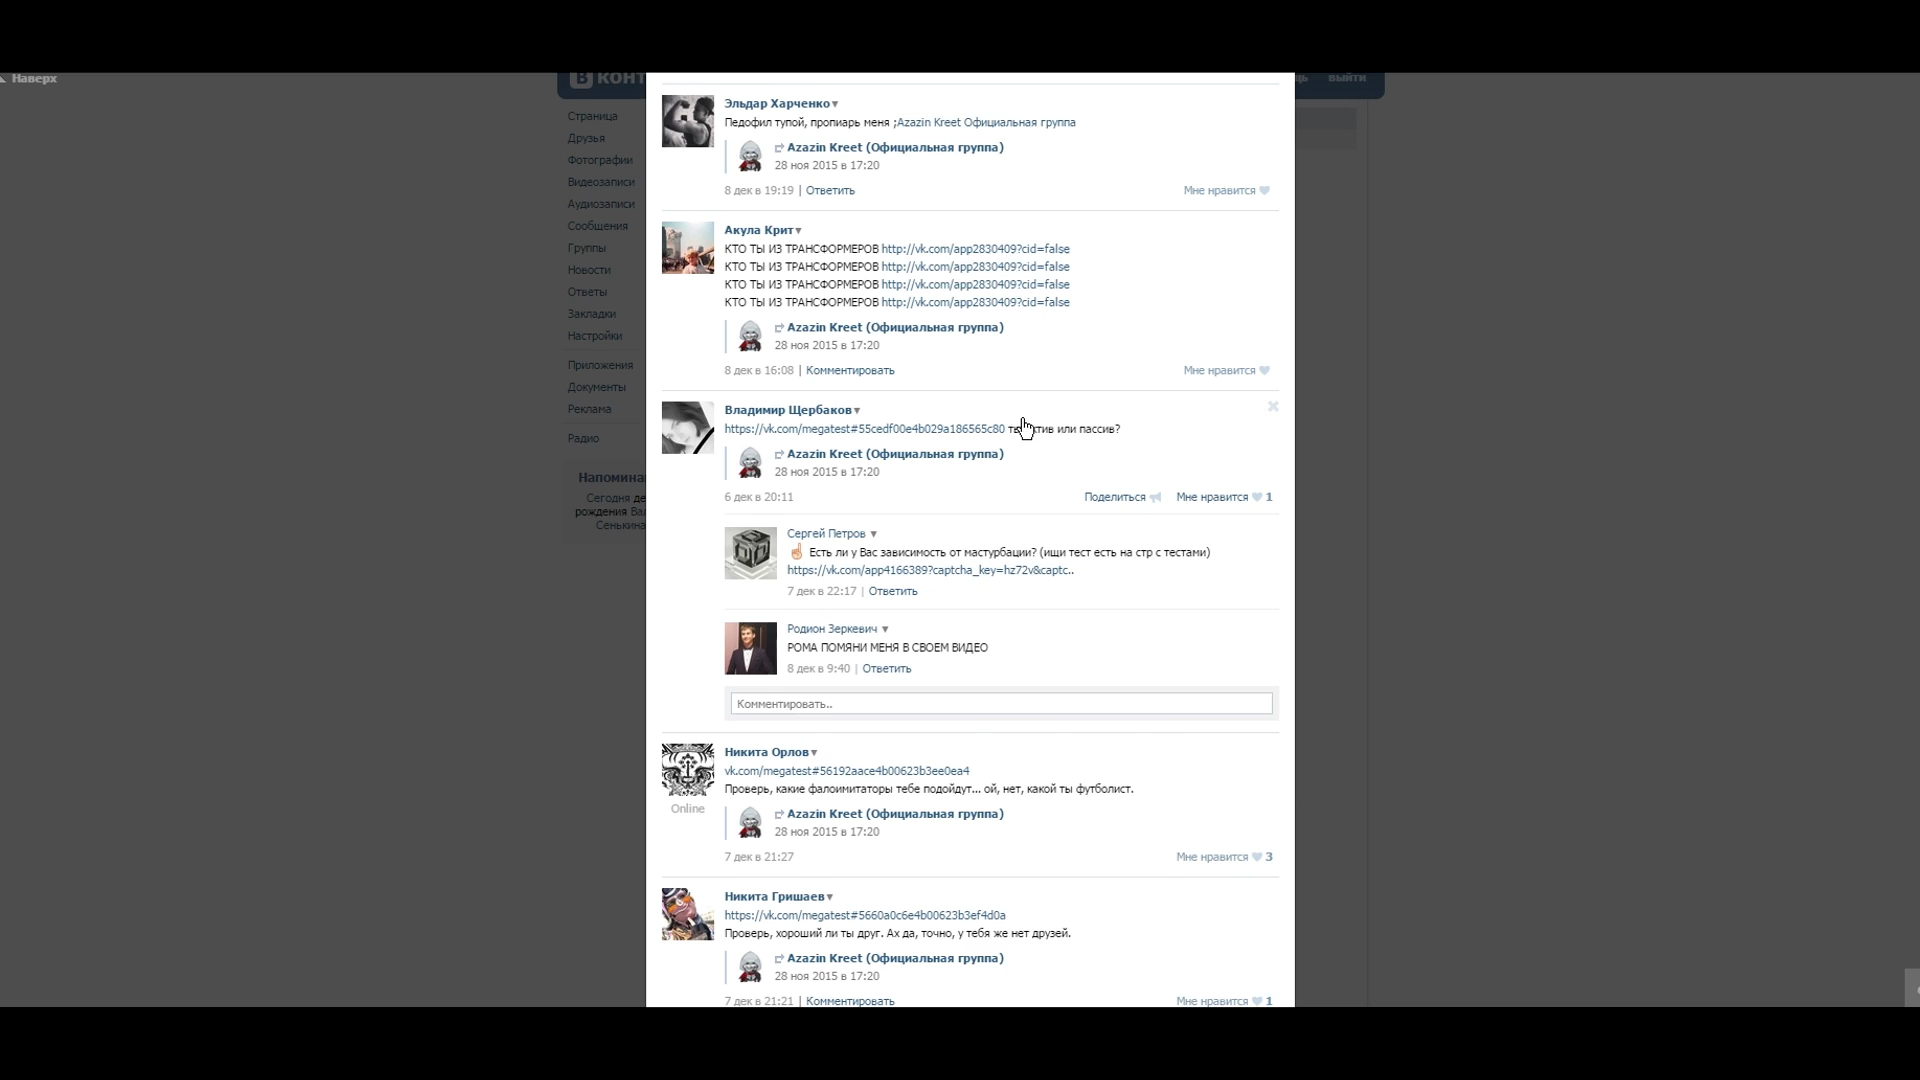 Наверх
В КОНТ
выйти
Страница
Друзья
Фотографии
Видеозаписи
Аудиозаписи
Сообщения
Группы
Новости
Ответы
Закладки
Настройки
Приложения
Документы
Реклама
Радио
Напомина
Сегодня де
рождения Ва
Сенькина
Эльдар Харченко
Педофил тупой, пропиарь меня ;Azazin Kreet Официальная группа
Azazin Kreet (Официальная группа)
28 ноя 2015 в 17:20
8 дек в 19:19 | Ответить
Мне нравится
Акула Крит
КТО ТЫ ИЗ ТРАНСФОРМЕРОВ http://vk.com/app2830409?cid=false
КТО ТЫ ИЗ ТРАНСФОРМЕРОВ http://vk.com/app2830409?cid=false
КТО ТЫ ИЗ ТРАНСФОРМЕРОВ http://vk.com/app2830409?cid=false
КТО ТЫ ИЗ ТРАНСФОРМЕРОВ http://vk.com/app2830409?cid=false
Azazin Kreet (Официальная группа)
28 ноя 2015 в 17:20
8 дек в 16:08 | Комментировать
Мне нравится
Владимир Щербаков
https://vk.com/megatest#55cedf00e4b029a186565c80 или пассив?
Azazin Kreet (Официальная группа)
28 ноя 2015 в 17:20
6 дек в 20:11
Поделиться Мне нравится 1
Сергей Петров
☝ Есть ли у Вас зависимость от мастурбации? (ищи тест есть на стр с тестами)
https://vk.com/app4166389?captcha_key=hz72v&captc..
7 дек в 22:17 | Ответить
Родион Зеркевич
РОМА ПОМЯНИ МЕНЯ В СВОЕМ ВИДЕО
8 дек в 9:40 | Ответить
Комментировать..
Никита Орлов
Online
vk.com/megatest#56192aace4b00623b3ee0ea4
Проверь, какие фалоимитаторы тебе подойдут... ой, нет, какой ты футболист.
Azazin Kreet (Официальная группа)
28 ноя 2015 в 17:20
7 дек в 21:27
Мне нравится 3
Никита Гришаев
https://vk.com/megatest#5660a0c6e4b00623b3ef4d0a
Проверь, хороший ли ты друг. Ах да, точно, у тебя же нет друзей.
Azazin Kreet (Официальная группа)
28 ноя 2015 в 17:20
7 дек в 21:21 | Комментировать
Мне нравится 1